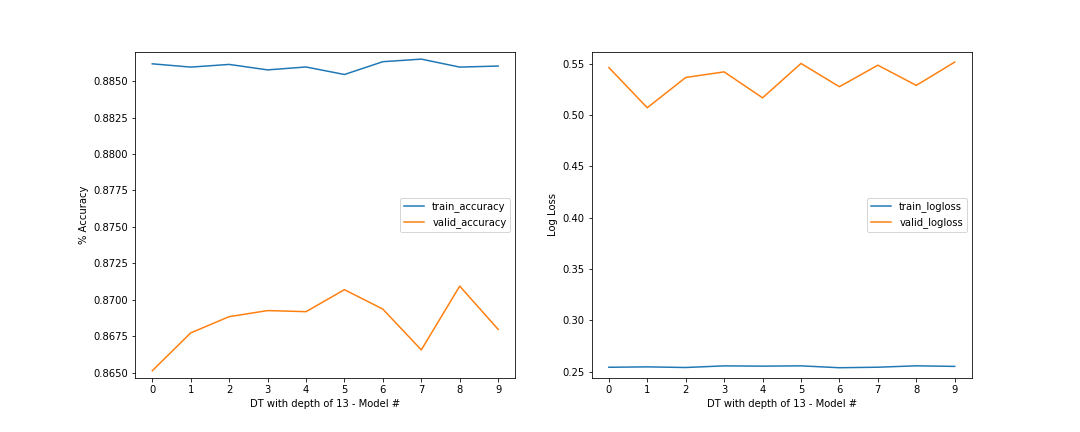 % Accuracy
0.8850
0.8825
0.8800
0.8775
0.8750
0.8725
0.8700
0.8675
0.8650
train_accuracy
valid_accuracy
0 1 2 3 4 5 6 7 8 9
DT with depth of 13 - Model #
Log Loss
0.55
0.50
0.45
0.40
0.35
0.30
0.25
train_logloss
valid_logloss
0 1 2 3 4 5 6 7 8 9
DT with depth of 13 - Model #